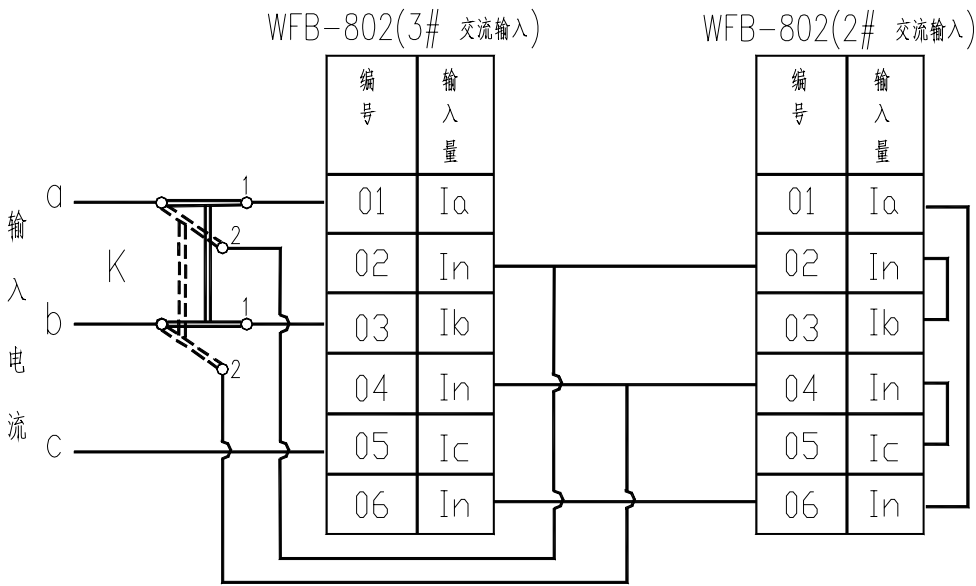 WFB-802(3# 交流输入)
WFB-802(2# 交流输入)
输入电流
a
b
c
K
1
2
1
2
编号 输入量
01 Ia
02 In
03 Ib
04 In
05 Ic
06 In
编号 输入量
01 Ia
02 In
03 Ib
04 In
05 Ic
06 In